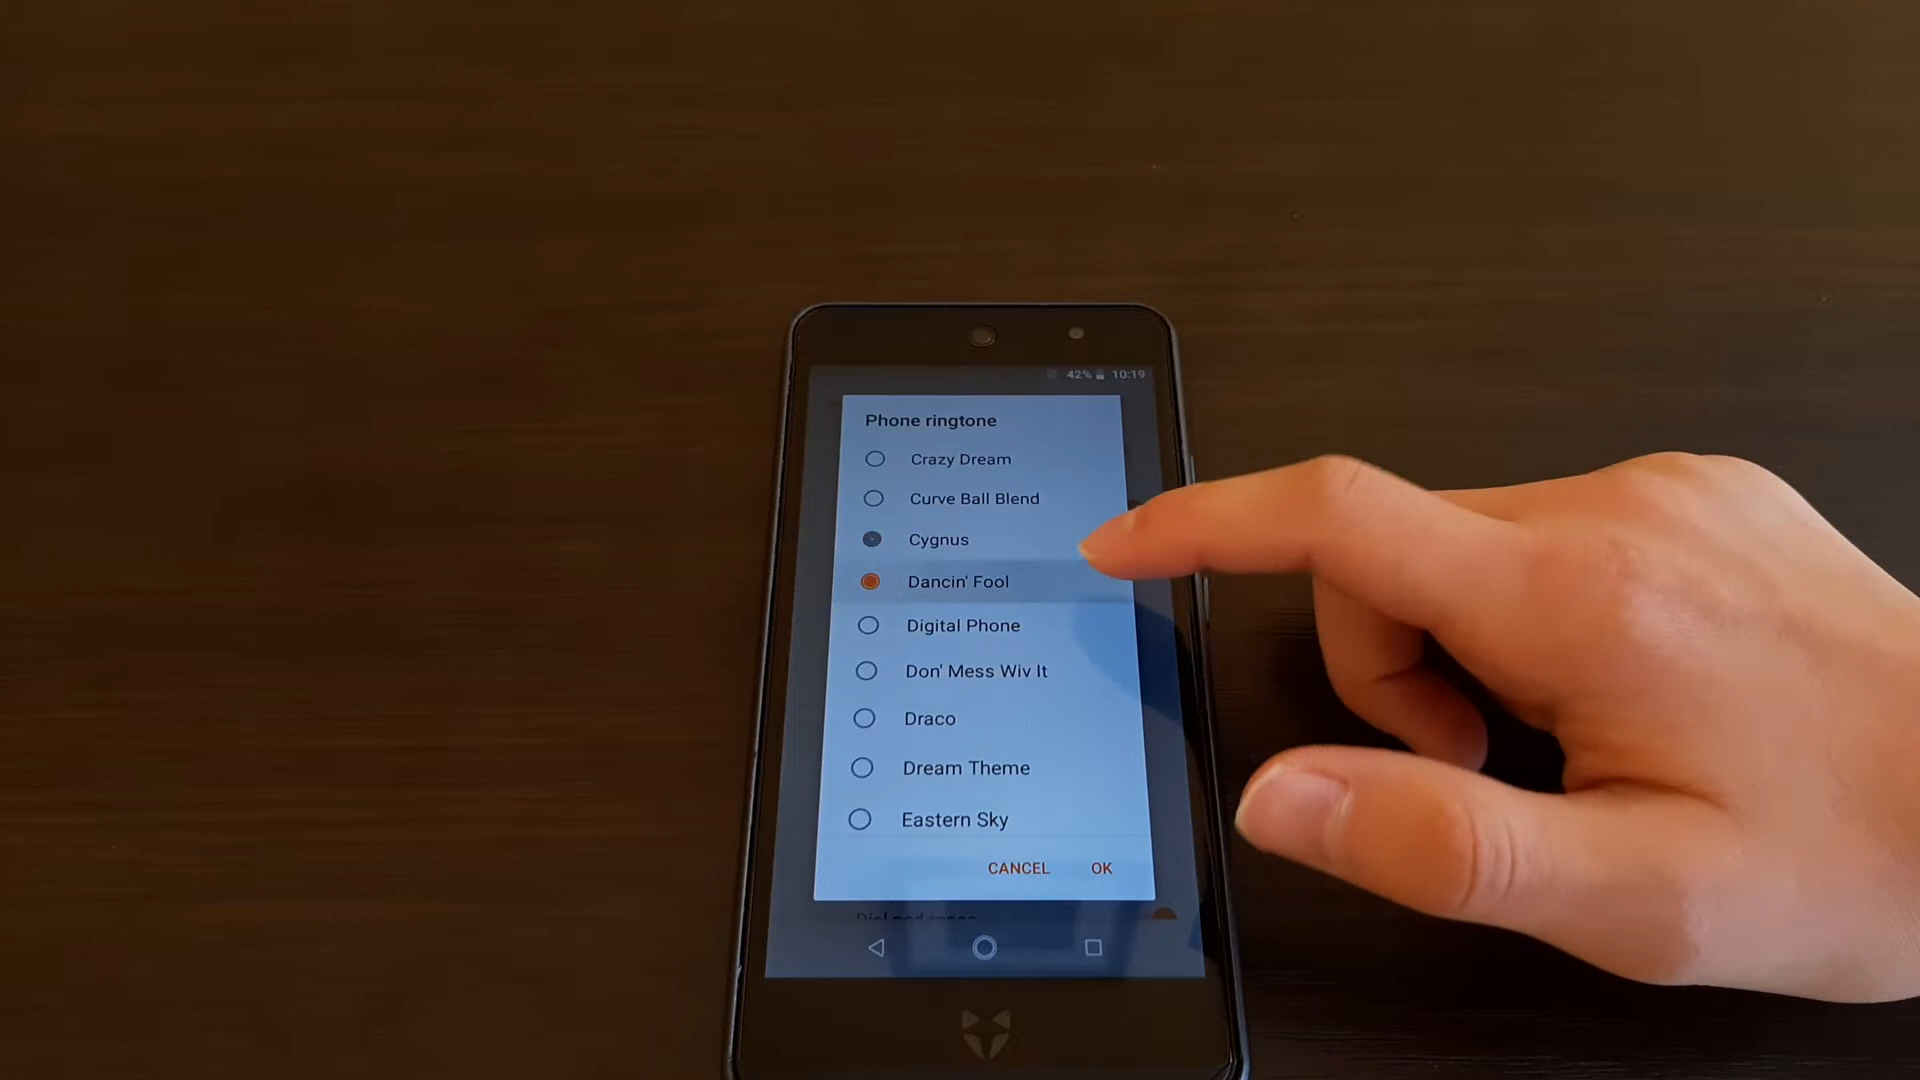 42% 10:19
Phone ringtone
Crazy Dream
Curve Ball Blend
Cygnus
Dancin' Fool
Digital Phone
Don' Mess Wiv It
Draco
Dream Theme
Eastern Sky
CANCEL OK